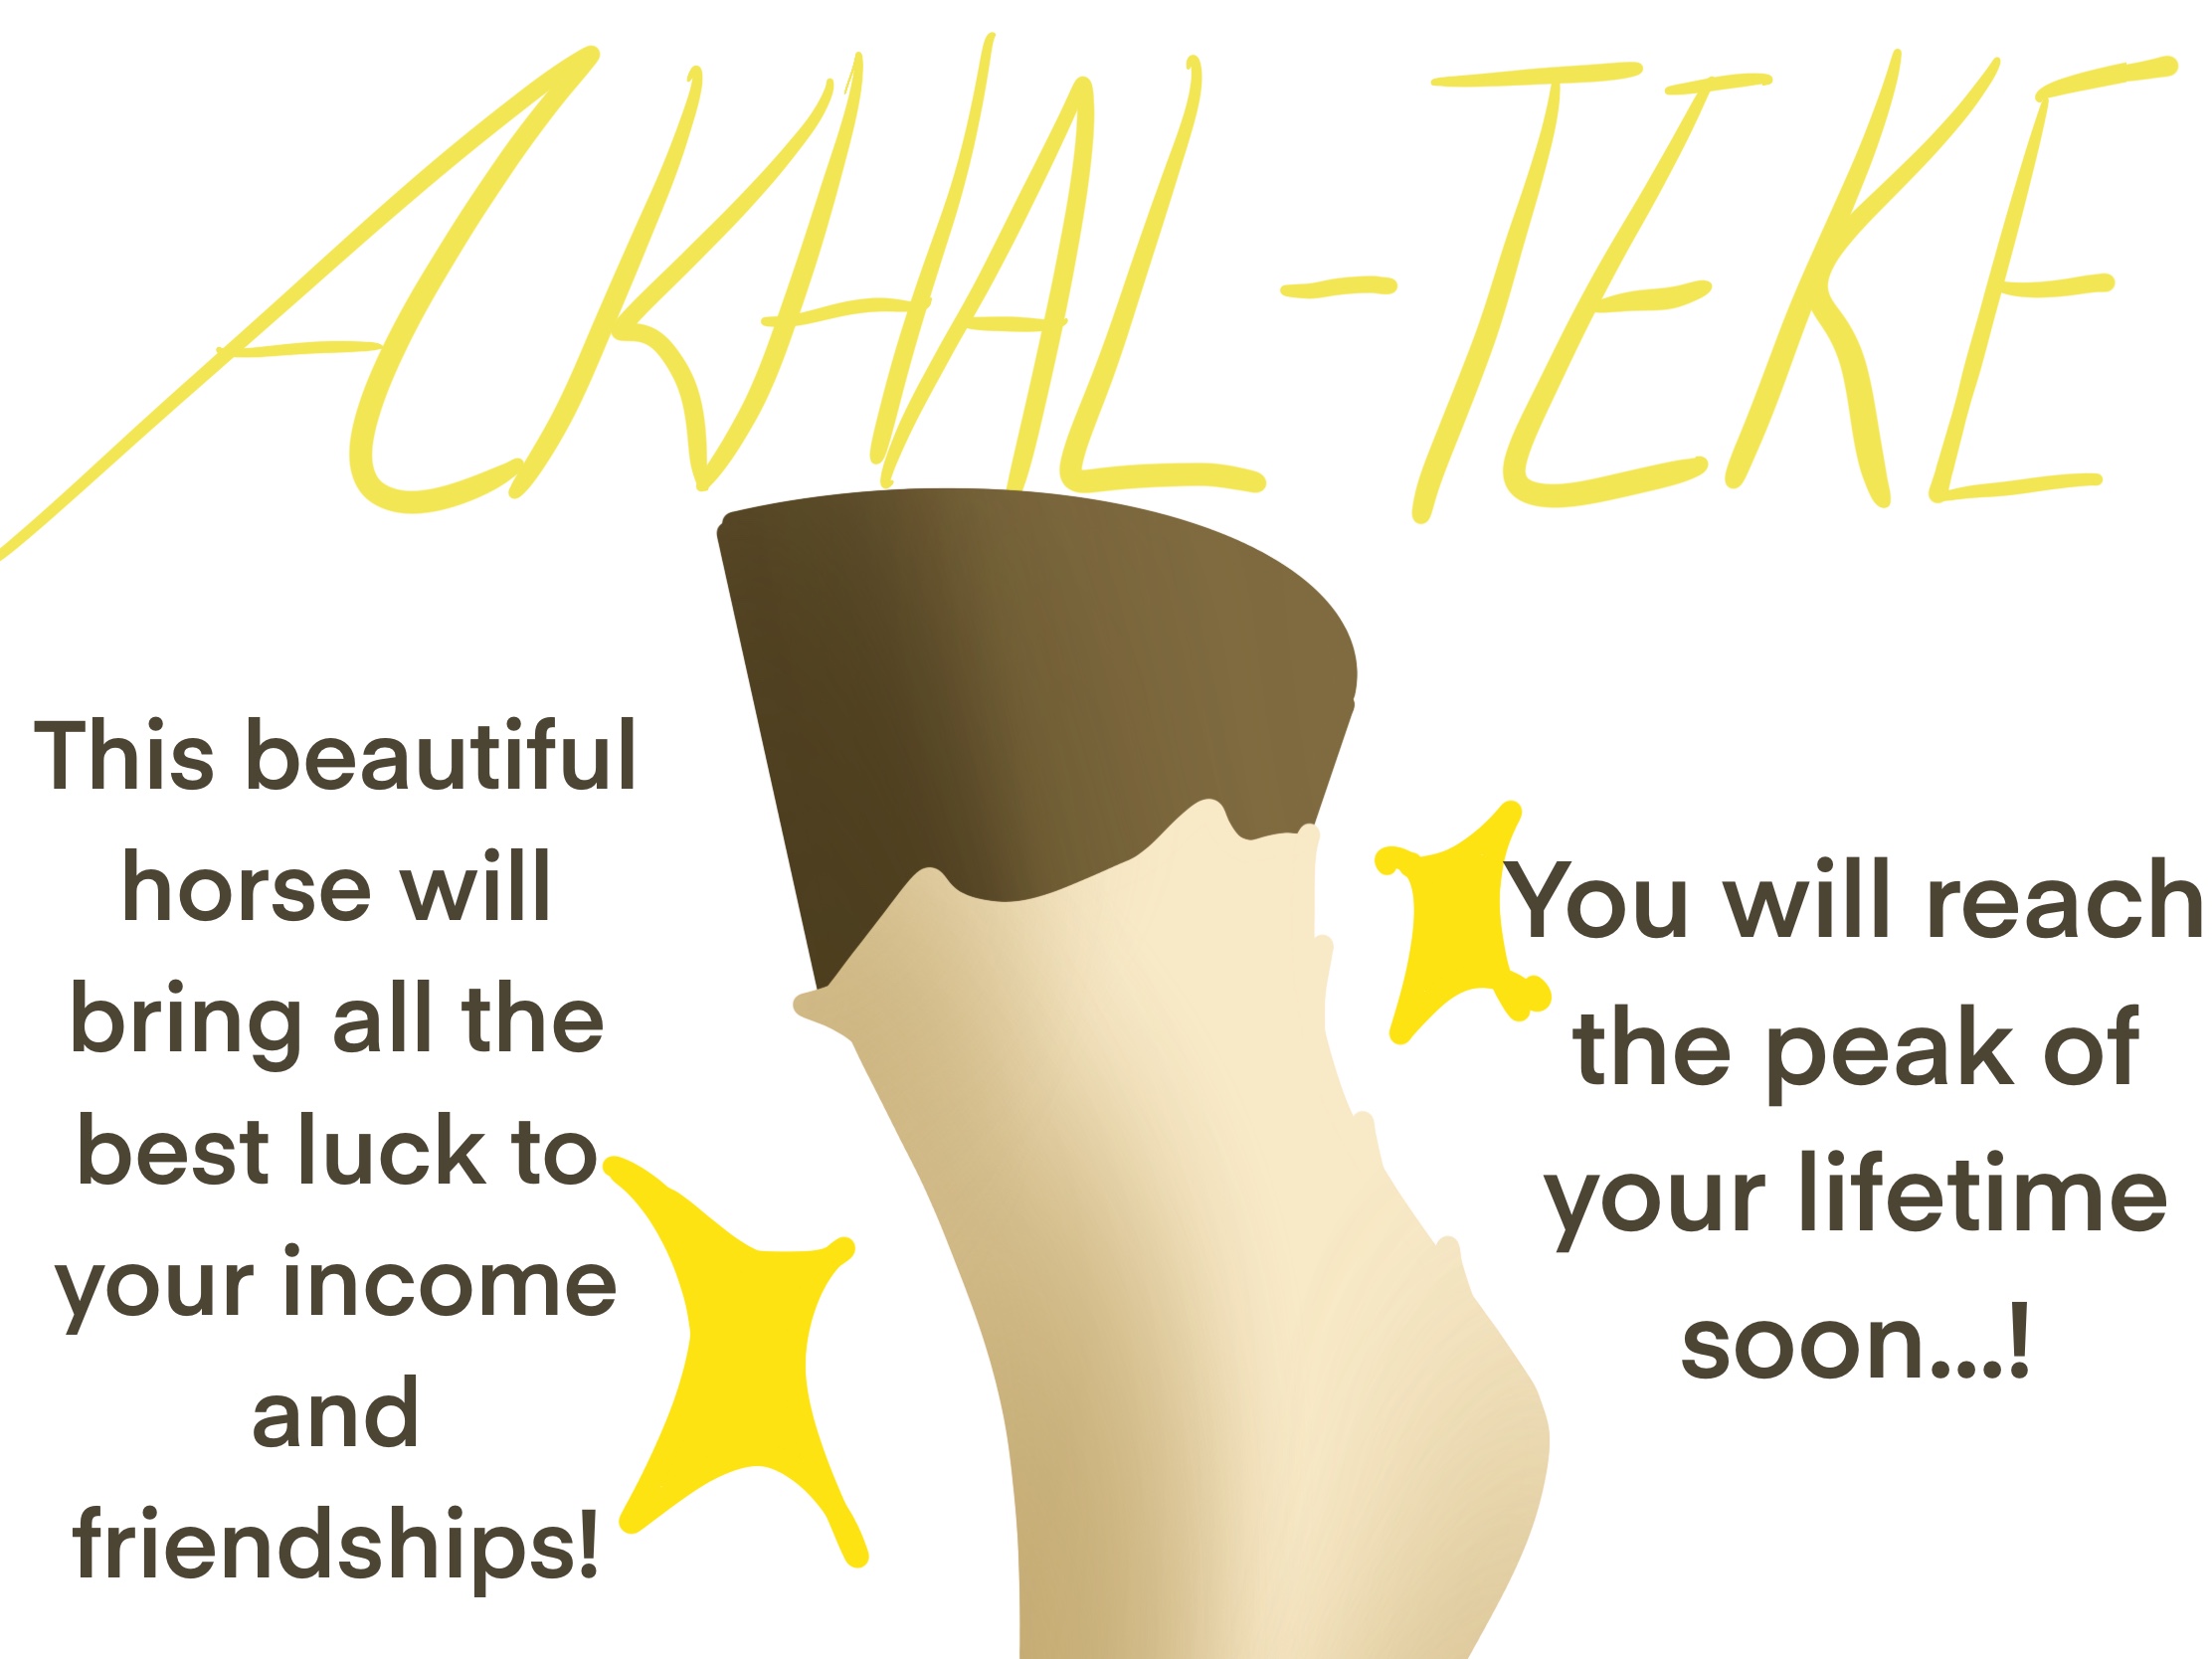 AKHAL-TEKE
This beautiful
horse will
bring all the
best luck to
your income
and
friendships!
You will reach
the peak of
your lifetime
soon...!